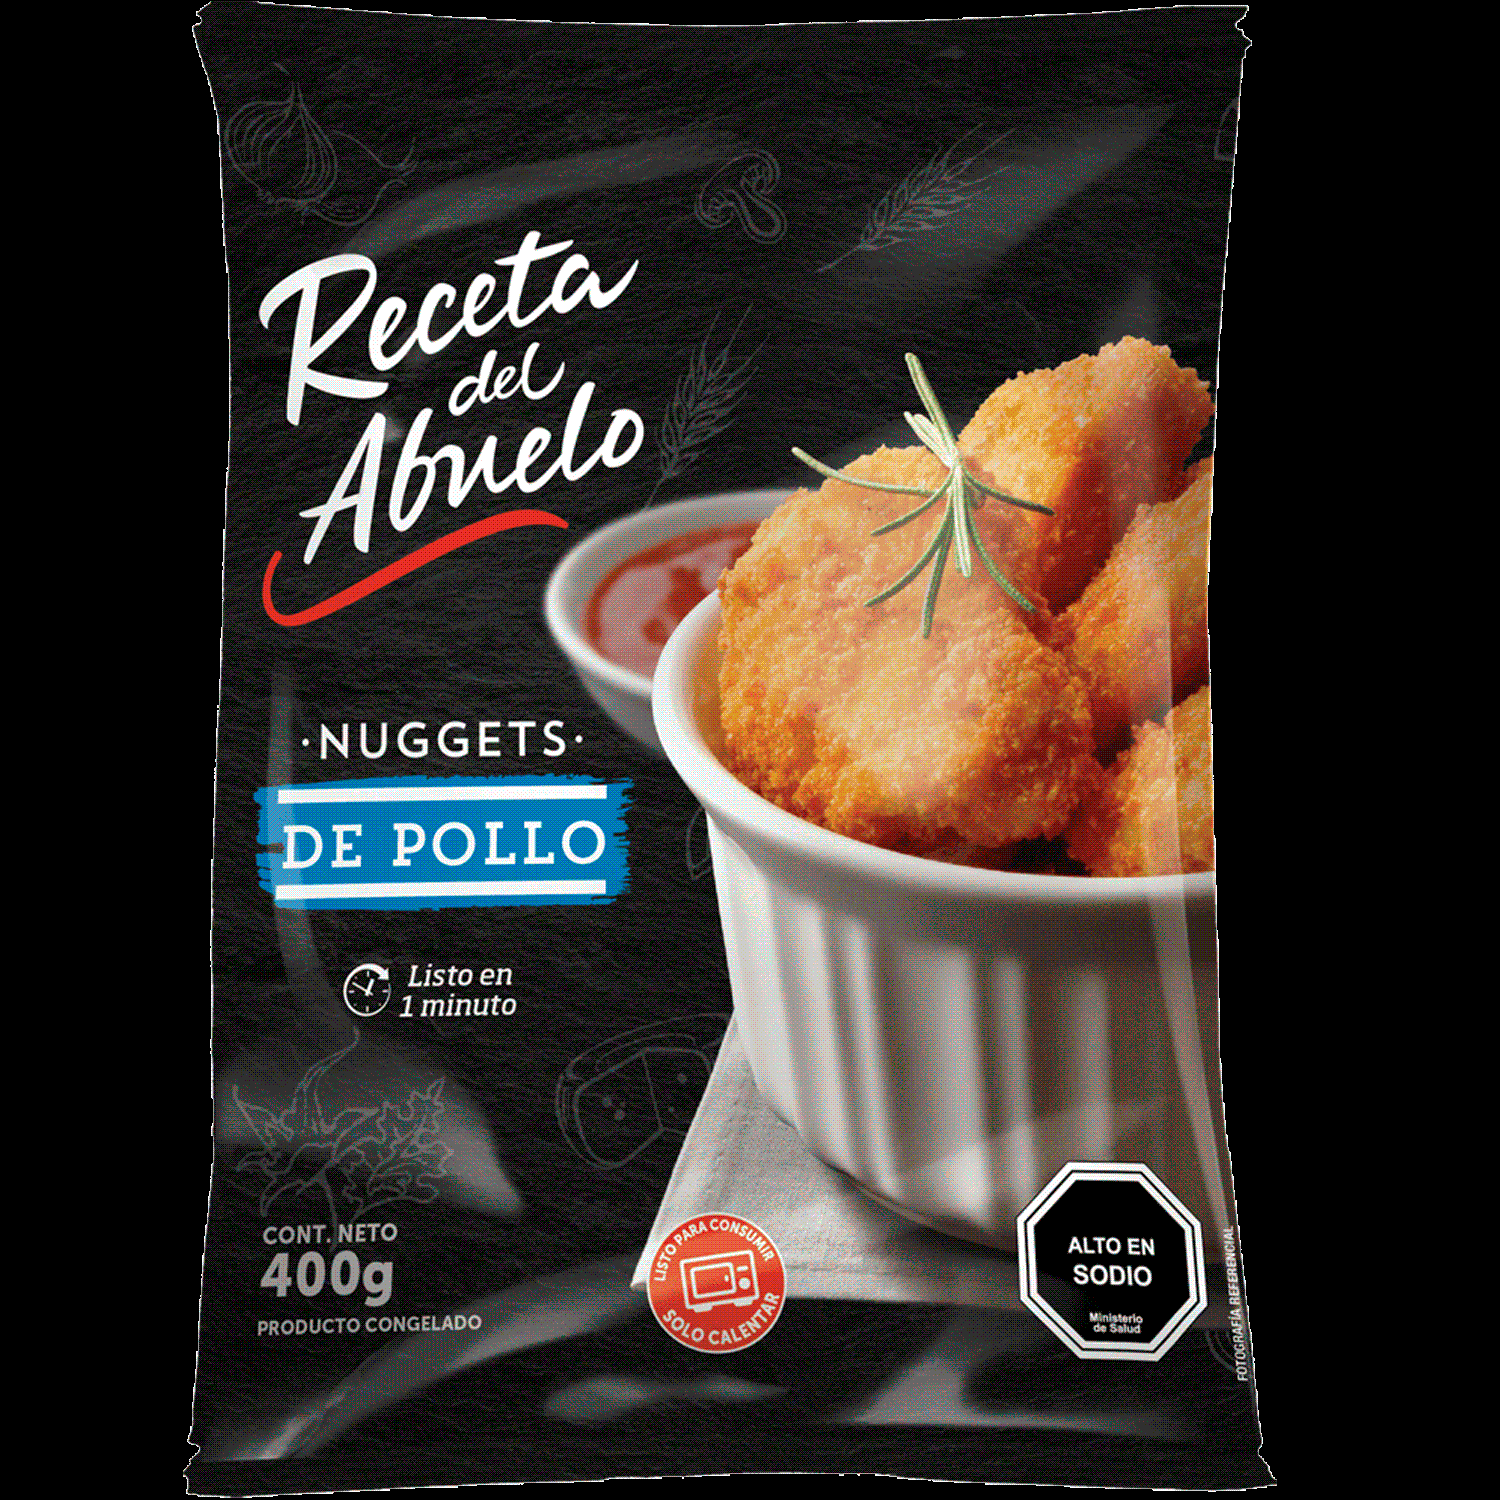 Receta
del
Abuelo
·NUGGETS·
DE POLLO
Listo en
1 minuto
CONT. NETO
400g
PRODUCTO CONGELADO
LISTO PARA CONSUMIR
SOLO CALENTAR
ALTO EN
SODIO
Ministerio
de Salud
FOTOGRAFÍA REFERENCIAL